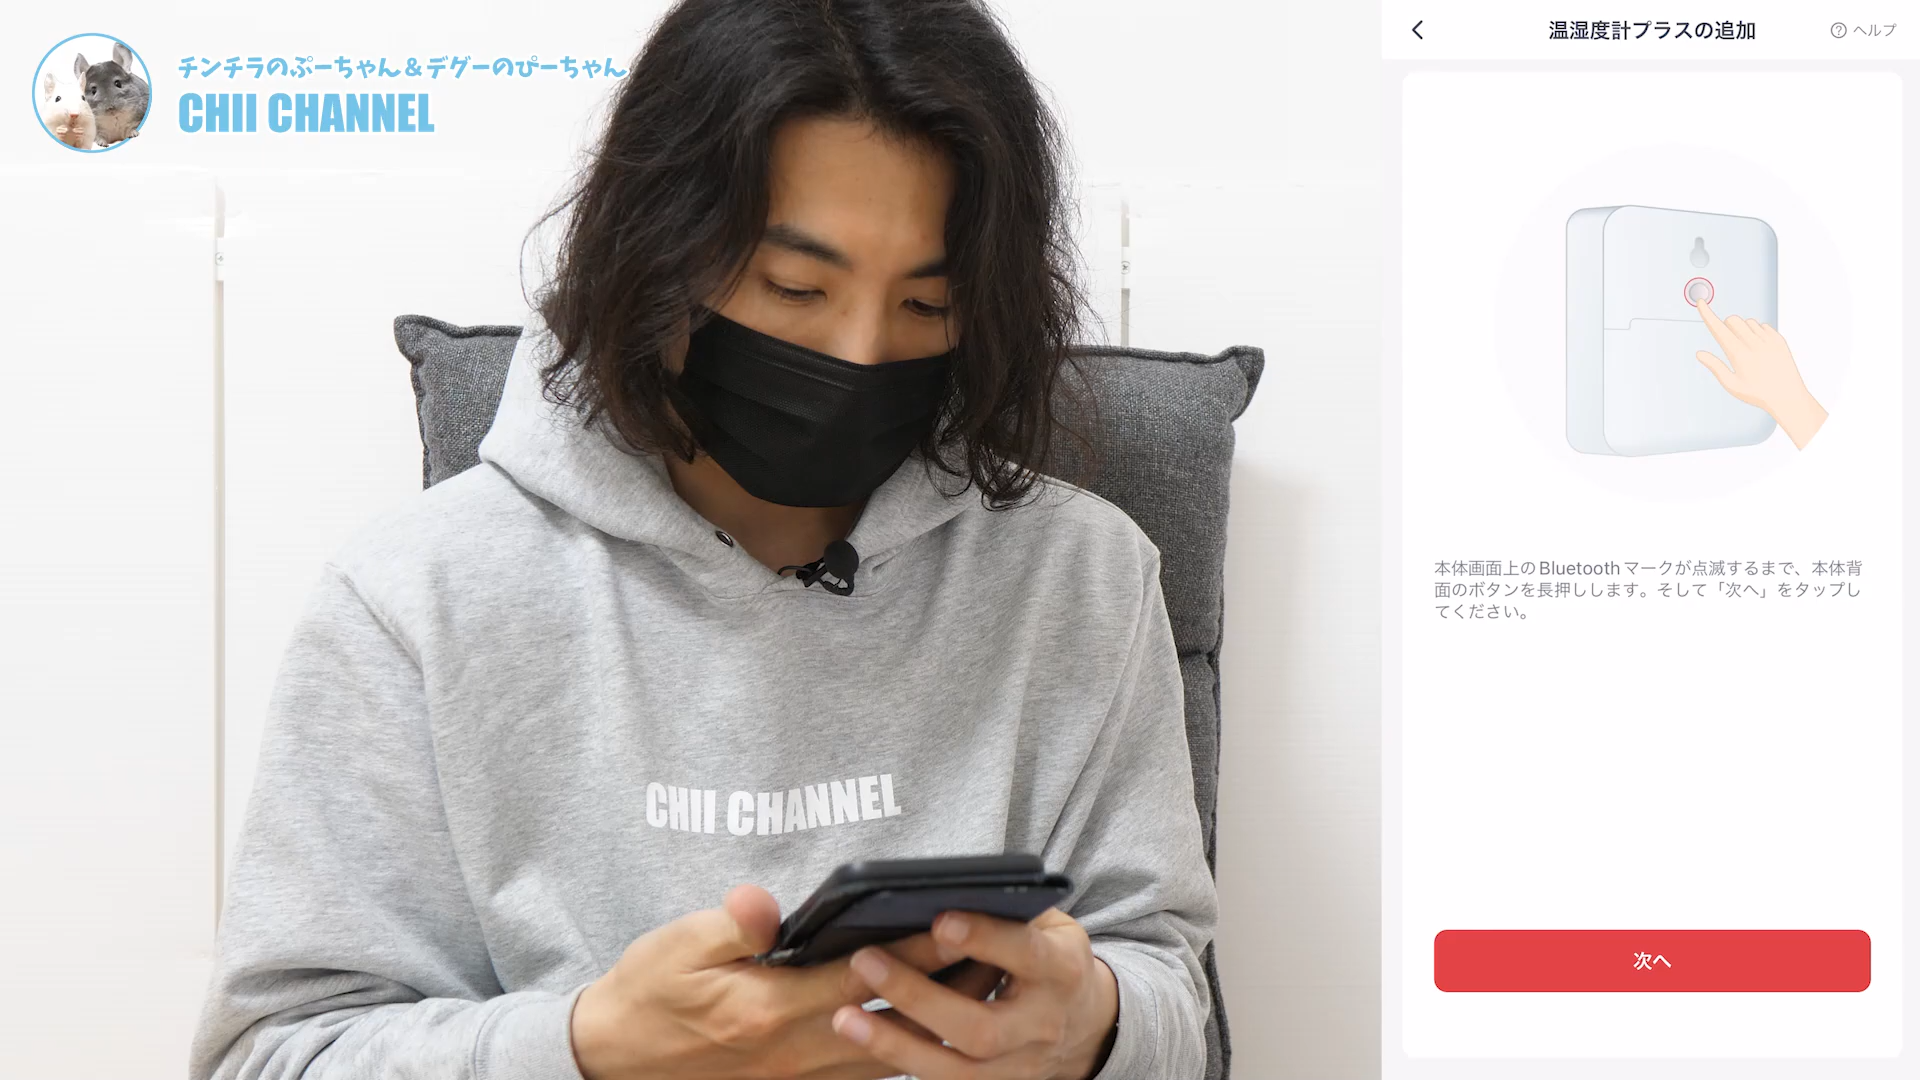 チンチラのぷーちゃん＆デグーのぴーちゃん
CHII CHANNEL
CHII CHANNEL
温湿度計プラスの追加
ヘルプ
本体画面上のBluetoothマークが点滅するまで、本体背
面のボタンを長押しします。そして「次へ」をタップし
てください。
次へ